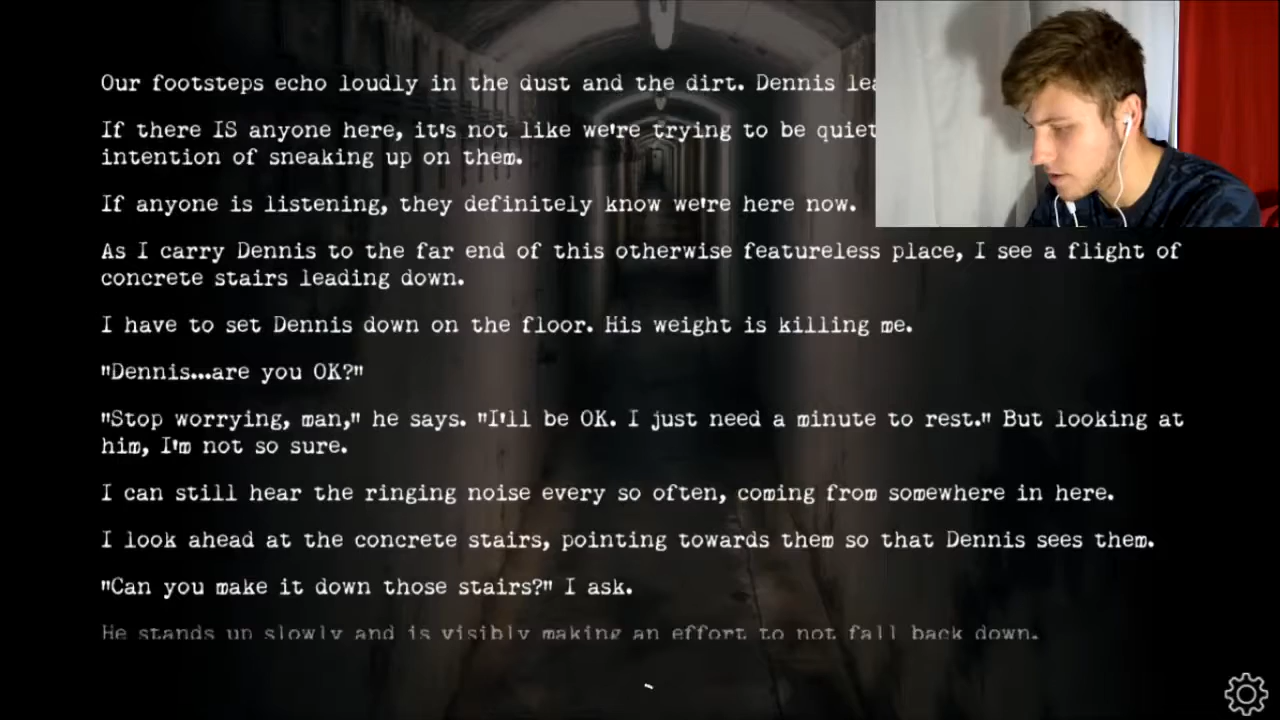 Our footsteps echo loudly in the dust and the dirt. Dennis
If there IS anyone here, it's not like we're trying to be quiet
intention of sneaking up on them.
If anyone is listening, they definitely know we're here now.
As I carry Dennis to the far end of this otherwise featureless place, I see a flight of
concrete stairs leading down.
I have to set Dennis down on the floor. His weight is killing me.
"Dennis...are you OK?"
"Stop worrying, man," he says. "I'll be OK. I just need a minute to rest." But looking at
him, I'm not so sure.
I can still hear the ringing noise every so often, coming from somewhere in here.
I look ahead at the concrete stairs, pointing towards them so that Dennis sees them.
"Can you make it down those stairs?" I ask.
He stands up slowly and is visibly making an effort to not fall back down.